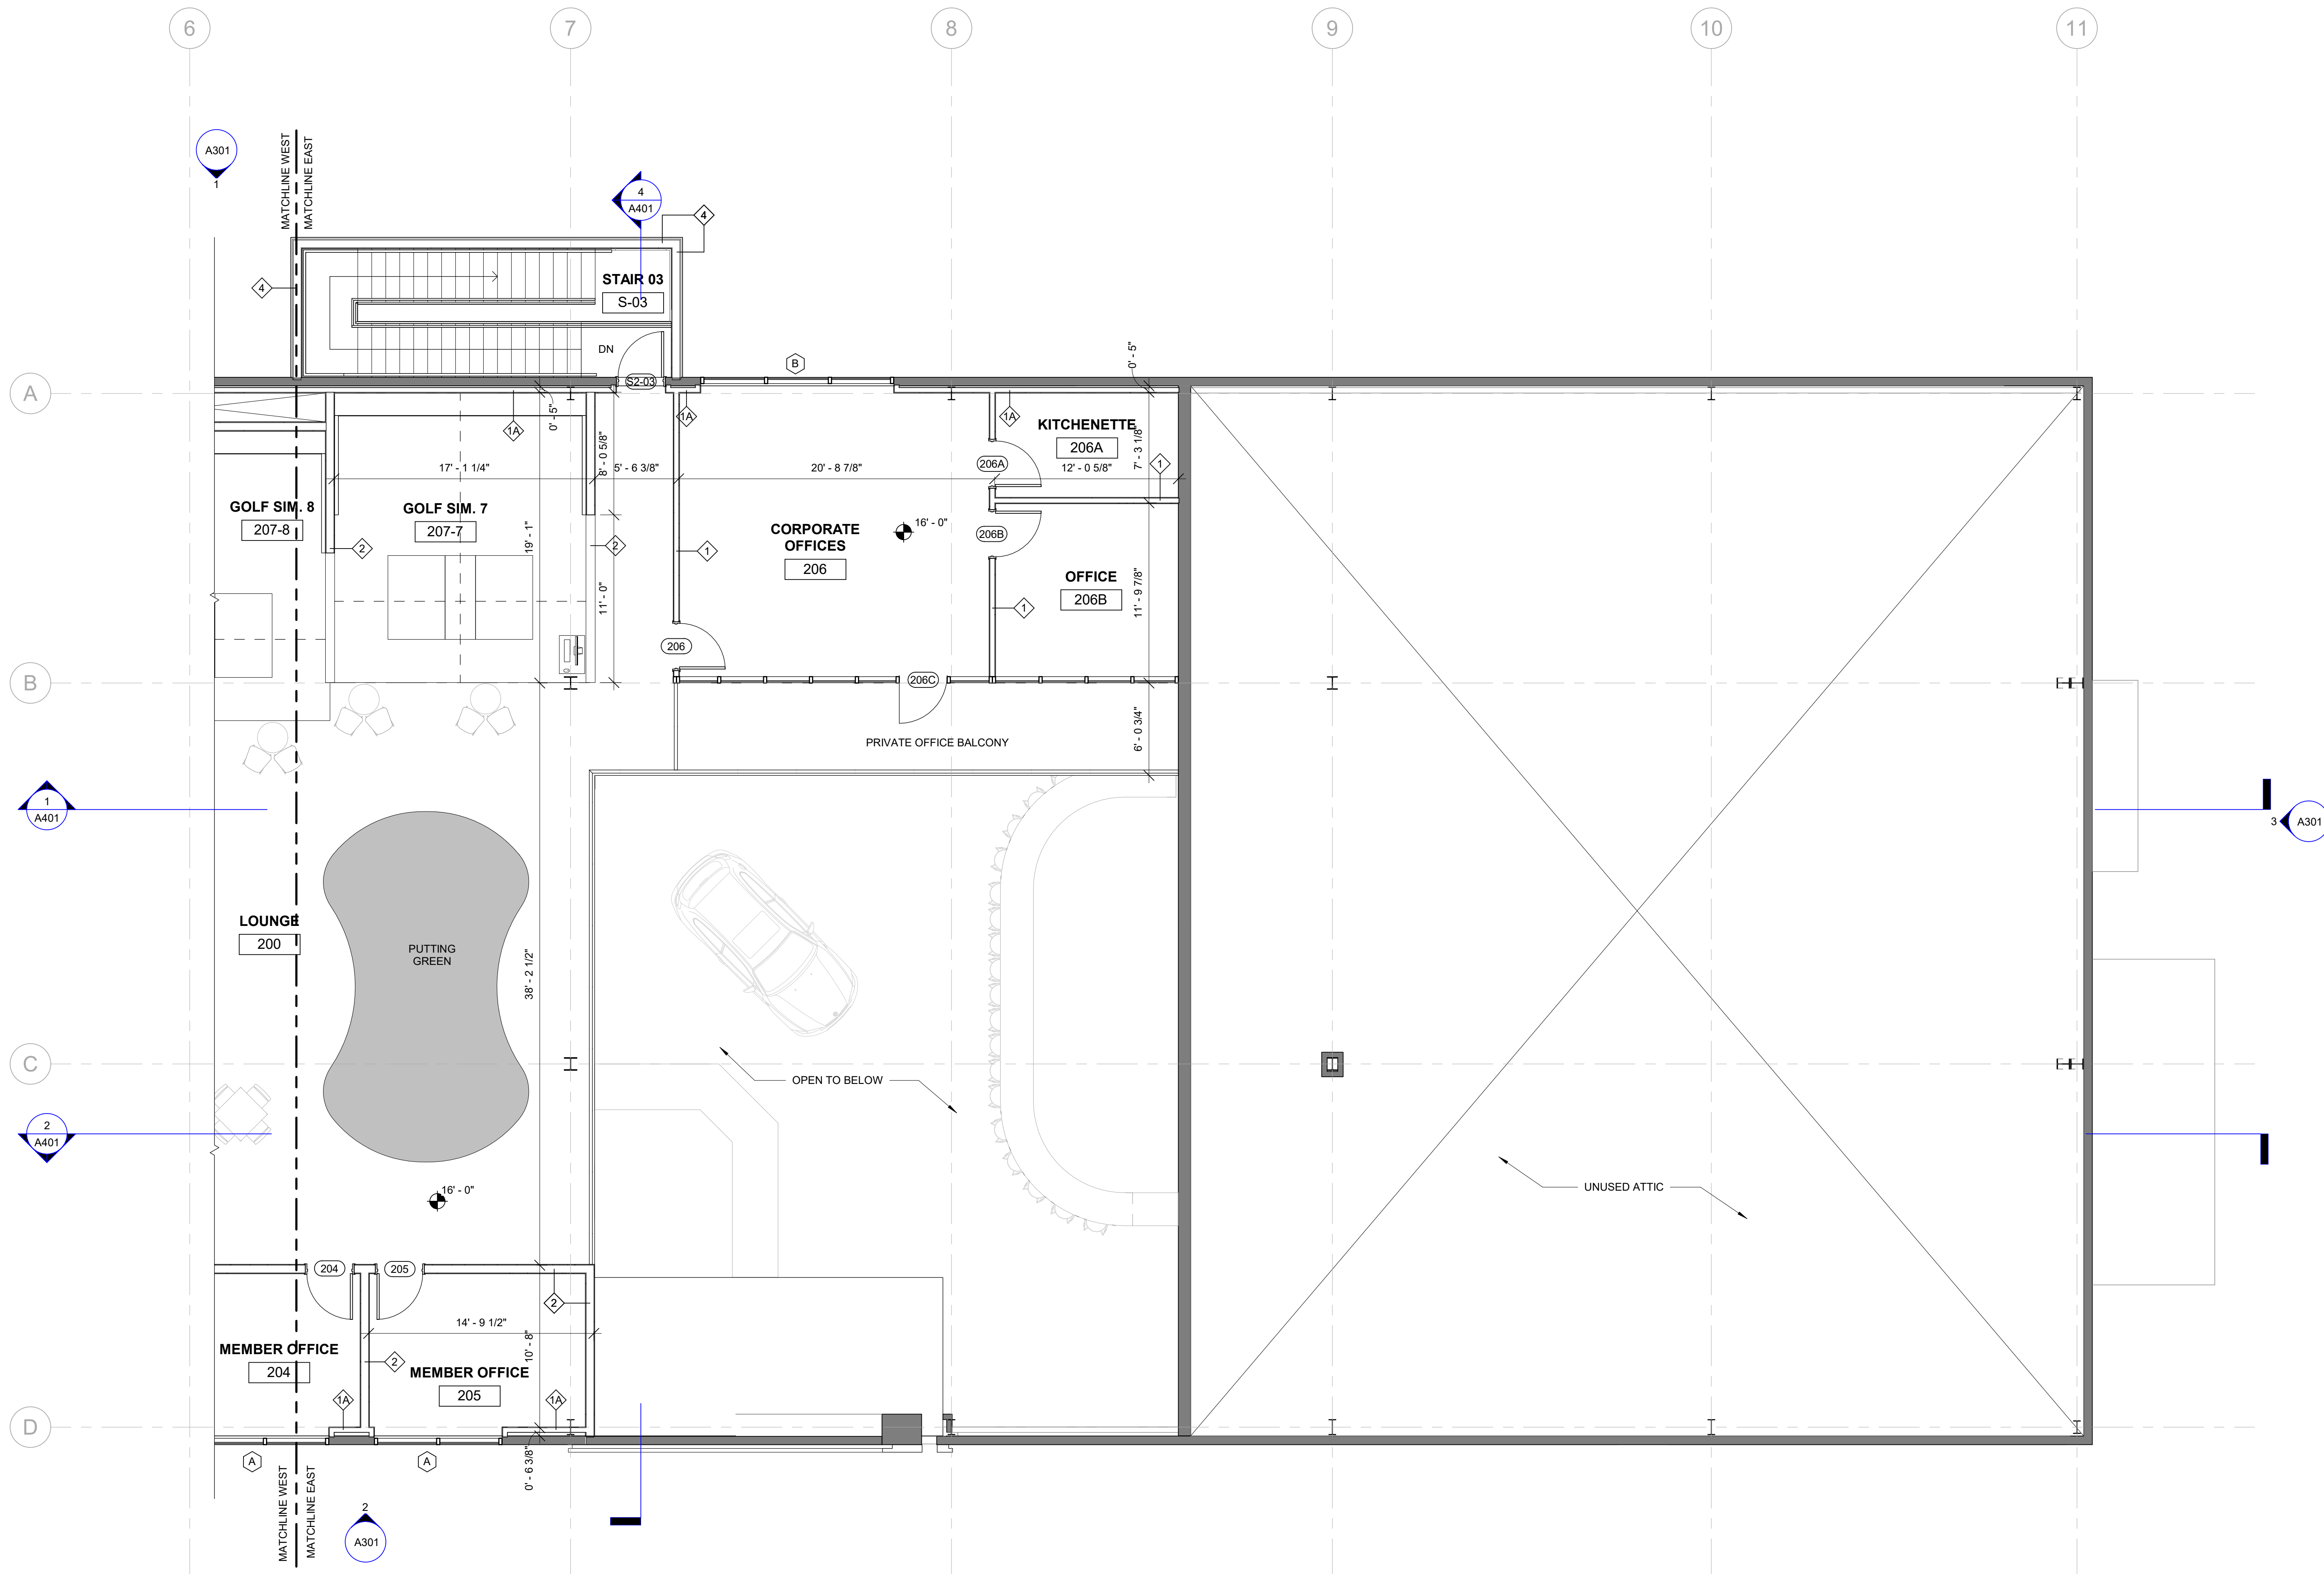 6
7
8
9
10
11
A301
1
MATCHLINE WEST
MATCHLINE EAST
4
A401
4
4
STAIR 03
S-03
DN
S2-03
B
0' - 5"
A
0' - 5"
1A
1A
1A
KITCHENETTE
206A
7' - 3 1/8"
8' - 0 5/8"
17' - 1 1/4"
5' - 6 3/8"
20' - 8 7/8"
206A
12' - 0 5/8"
1
GOLF SIM. 8
207-8
GOLF SIM. 7
207-7
19' - 1"
2
2
1
CORPORATE
OFFICES
206
16' - 0"
206B
OFFICE
206B
11' - 9 7/8"
11' - 0"
1
206
B
206C
PRIVATE OFFICE BALCONY
6' - 0 3/4"
1
A401
3
A301
LOUNGE
200
PUTTING
GREEN
38' - 2 1/2"
C
OPEN TO BELOW
2
A401
16' - 0"
UNUSED ATTIC
204
205
2
14' - 9 1/2"
10' - 8"
MEMBER OFFICE
204
2
MEMBER OFFICE
205
1A
1A
D
A
A
0' - 6 3/8"
MATCHLINE WEST
MATCHLINE EAST
2
A301